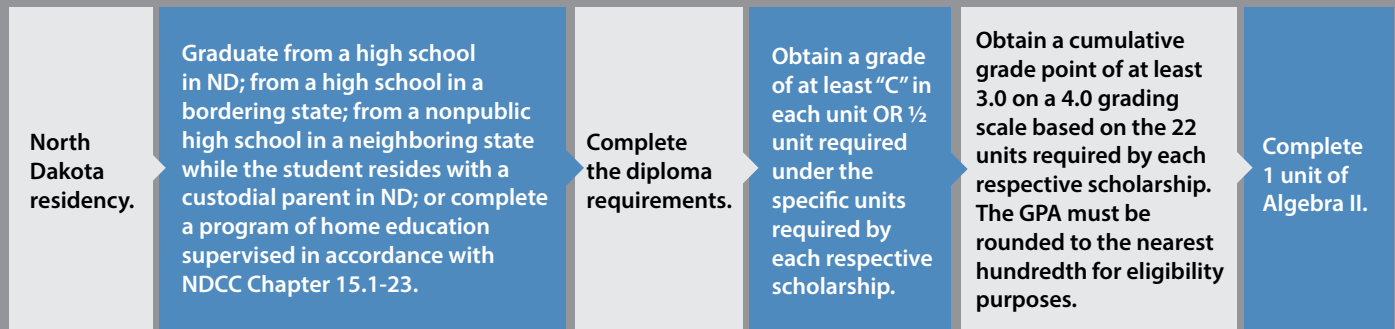 North
Dakota
residency.
Graduate from a high school
in ND; from a high school in a
bordering state; from a nonpublic
high school in a neighboring state
while the student resides with a
custodial parent in ND; or complete
a program of home education
supervised in accordance with
NDCC Chapter 15.1-23.
Complete
the diploma
requirements.
Obtain a grade
of at least “C” in
each unit OR ½
unit required
under the
specific units
required by
each respective
scholarship.
Obtain a cumulative
grade point of at least
3.0 on a 4.0 grading
scale based on the 22
units required by each
respective scholarship.
The GPA must be
rounded to the nearest
hundredth for eligibility
purposes.
Complete
1 unit of
Algebra II.